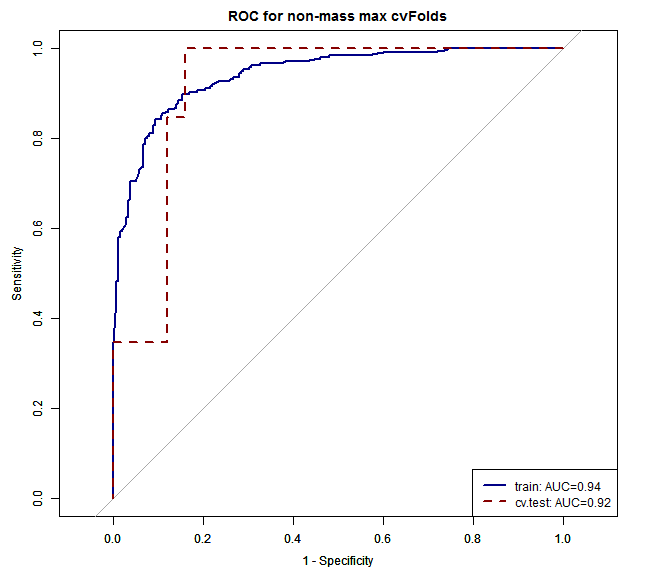 ROC for non-mass max cvFolds
Sensitivity
1.0
0.8
0.6
0.4
0.2
0.0
0.0 0.2 0.4 0.6 0.8 1.0
1 - Specificity
train: AUC=0.94
cv.test: AUC=0.92